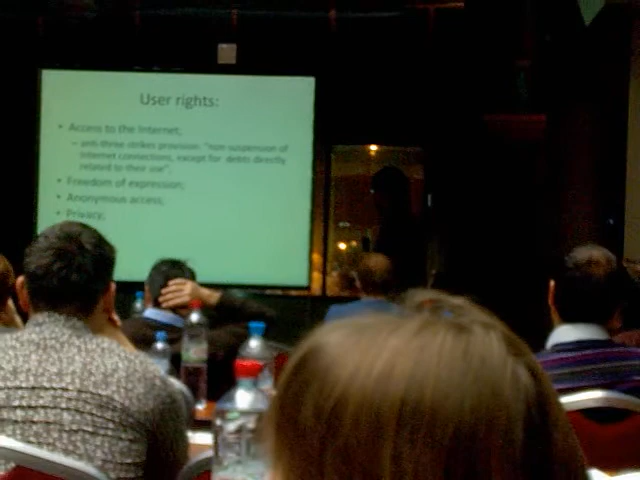 User rights:
• Access to the Internet,
– anti-three strikes provision: "non-suspension of
Internet connections, except for debts directly
related to their use";
• Freedom of expression;
• Anonymous access;
• Privacy;